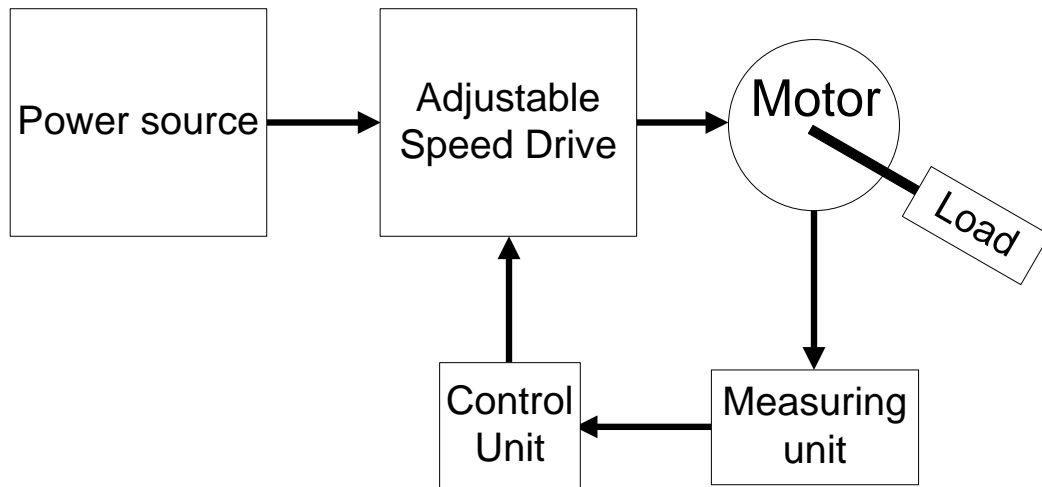 Power source
Adjustable
Speed Drive
Motor
Load
Control
Unit
Measuring
unit